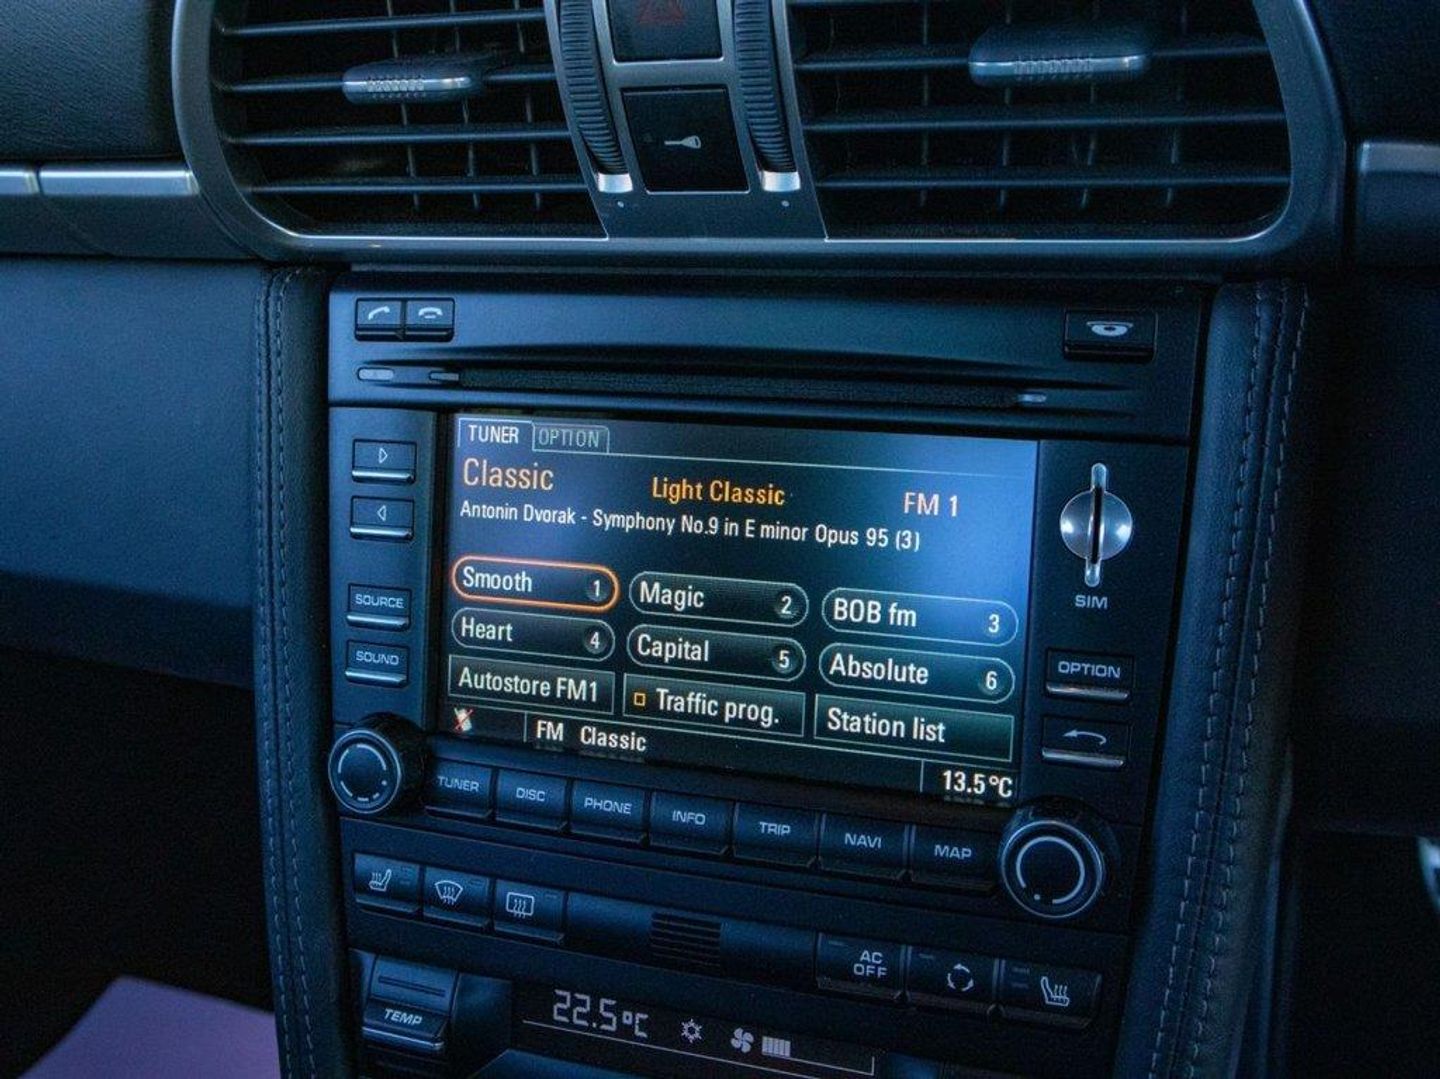 TUNER OPTION
Classic Light Classic FM 1
Antonin Dvorak - Symphony No.9 in E minor Opus 95 (3)
Smooth 1 Magic 2 BOB fm 3
Heart 4 Capital 5 Absolute 6
Autostore FM1 Traffic prog. Station list
FM Classic
13.5°C
SOURCE
SOUND
SIM
OPTION
TUNER DISC PHONE INFO TRIP NAVI MAP
AC
OFF
TEMP
22.5°C